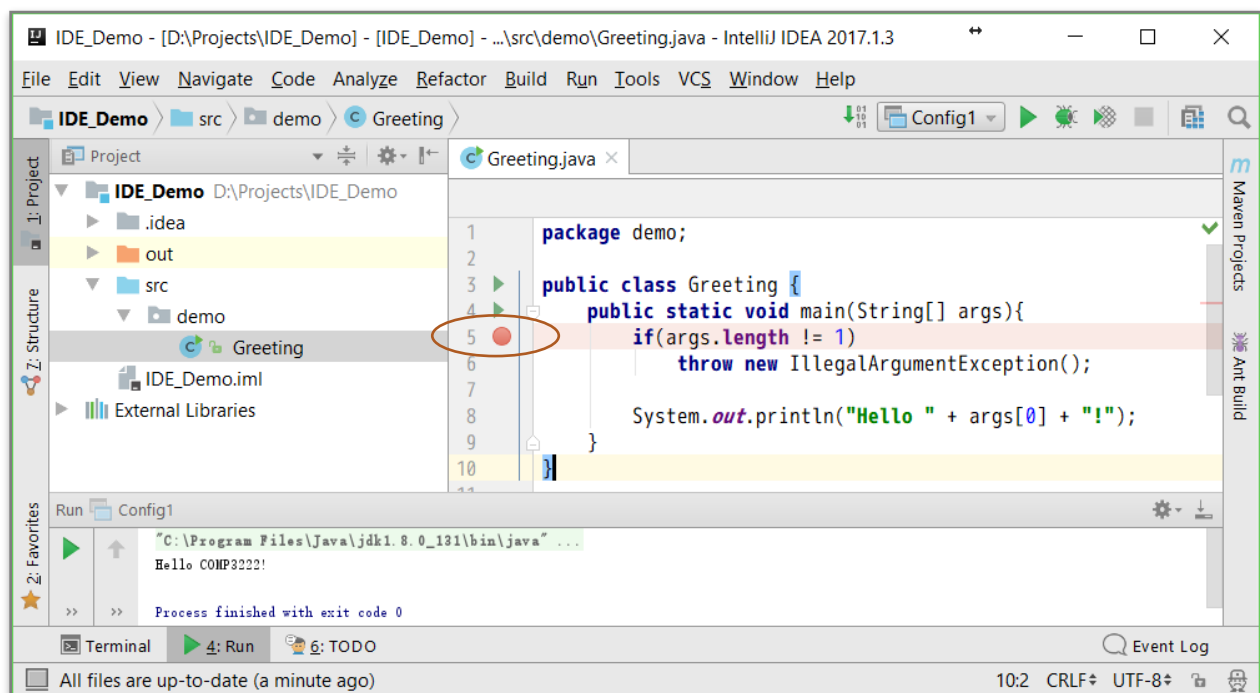 IDE_Demo - [D:\Projects\IDE_Demo] - [IDE_Demo] - ...\src\demo\Greeting.java - IntelliJ IDEA 2017.1.3
File Edit View Navigate Code Analyze Refactor Build Run Tools VCS Window Help
IDE_Demo src demo Greeting Config1
1: Project
Z: Structure
2: Favorites
Project
IDE_Demo D:\Projects\IDE_Demo
.idea
out
src
demo
Greeting
IDE_Demo.iml
External Libraries
Greeting.java
1 package demo;
2
3 public class Greeting {
4 public static void main(String[] args){
5 if(args.length != 1)
6 throw new IllegalArgumentException();
7
8 System.out.println("Hello " + args[0] + "!");
9 }
10 }
11
Maven Projects
Ant Build
Run Config1
"C:\Program Files\Java\jdk1.8.0_131\bin\java" ...
Hello COMP3222!
Process finished with exit code 0
Terminal 4: Run 6: TODO Event Log
All files are up-to-date (a minute ago) 10:2 CRLF UTF-8